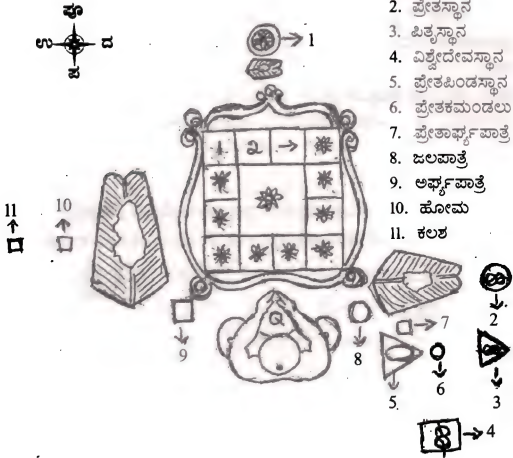 ಪೂ
ಉ ದ
ಪ
1
2. ಪ್ರೇತಸ್ಥಾನ
3. ಪಿತೃಸ್ಥಾನ
4. ವಿಶ್ವೇದೇವಸ್ಥಾನ
5. ಪ್ರೇತಪಿಂಡಸ್ಥಾನ
6. ಪ್ರೇತಕಮಂಡಲು
7. ಪ್ರೇತಾರ್ಘ್ಯಪಾತ್ರೆ
8. ಜಲಪಾತ್ರೆ
9. ಅರ್ಘ್ಯಪಾತ್ರೆ
10. ಹೋಮ
11. ಕಲಶ
1 2
11 10
9 8 7
2
5 6 3
4